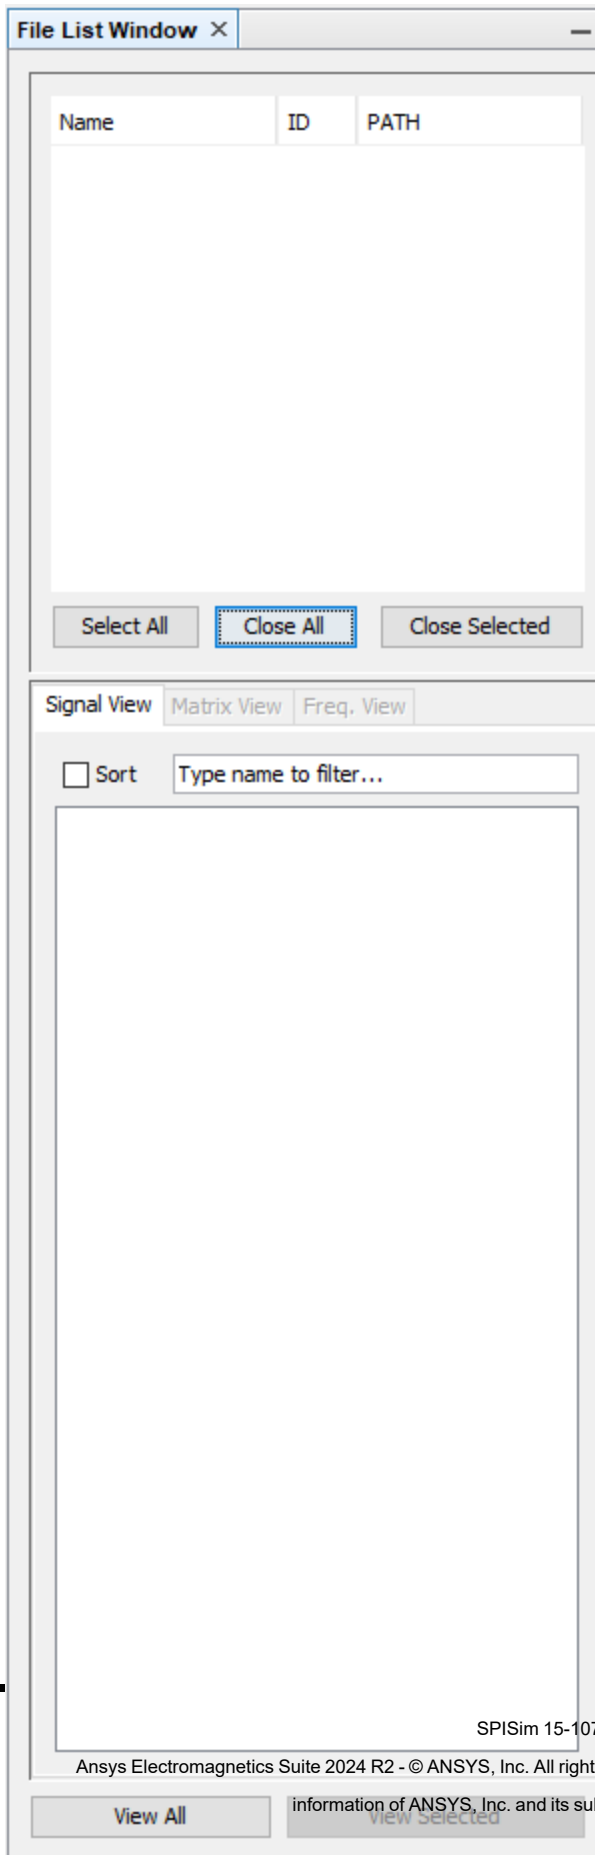 File List Window ×
Name ID PATH
Select All Close All Close Selected
Signal View Matrix View Freq. View
Sort Type name to filter...
SPISim 15-107
Ansys Electromagnetics Suite 2024 R2 - © ANSYS, Inc. All right
information of ANSYS, Inc. and its su
View All View Selected